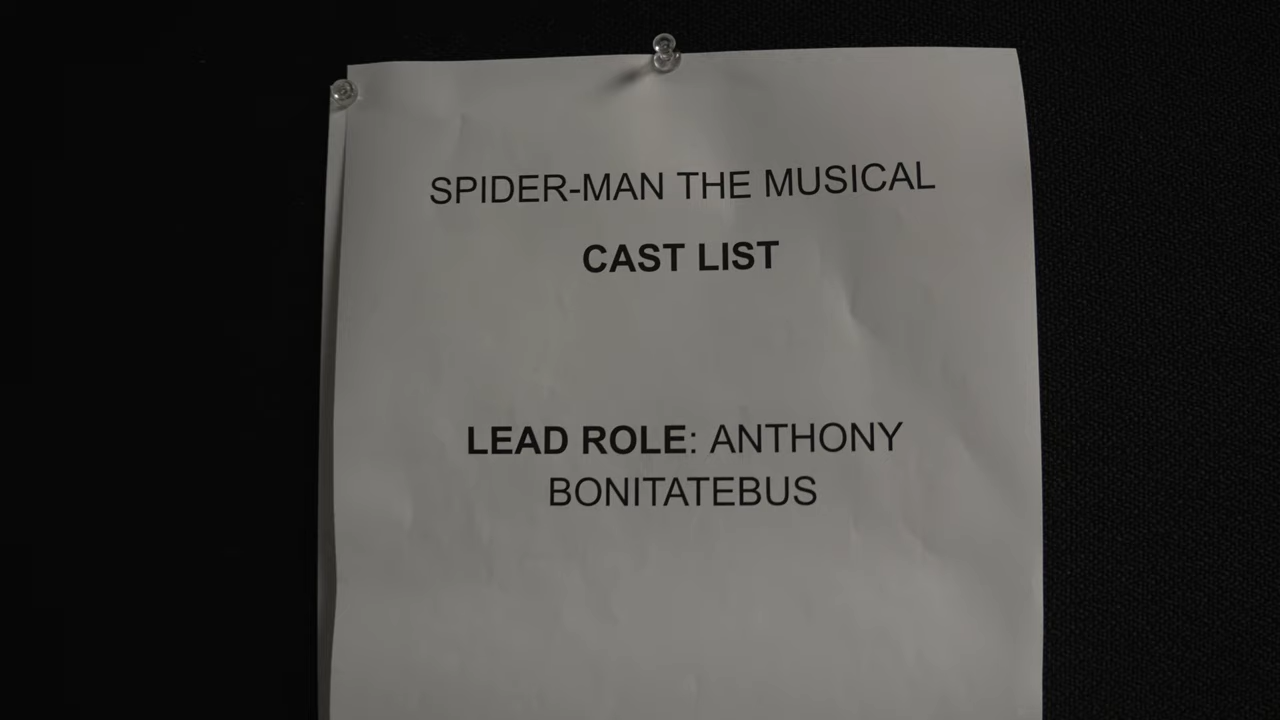 SPIDER-MAN THE MUSICAL
CAST LIST
LEAD ROLE: ANTHONY
BONITATEBUS